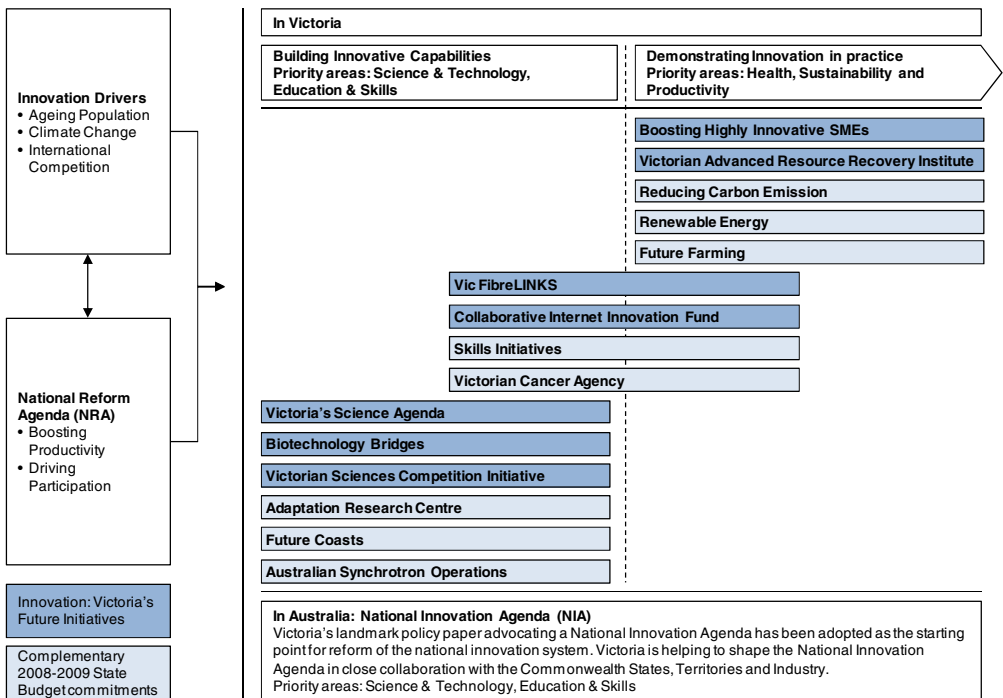 Innovation Drivers
• Ageing Population
• Climate Change
• International
Competition
National Reform
Agenda (NRA)
• Boosting
Productivity
• Driving
Participation
Innovation: Victoria's
Future Initiatives
Complementary
2008-2009 State
Budget commitments
In Victoria
Building Innovative Capabilities
Priority areas: Science & Technology,
Education & Skills
Demonstrating Innovation in practice
Priority areas: Health, Sustainability and
Productivity
Boosting Highly Innovative SMEs
Victorian Advanced Resource Recovery Institute
Reducing Carbon Emission
Renewable Energy
Future Farming
Vic FibreLINKS
Collaborative Internet Innovation Fund
Skills Initiatives
Victorian Cancer Agency
Victoria's Science Agenda
Biotechnology Bridges
Victorian Sciences Competition Initiative
Adaptation Research Centre
Future Coasts
Australian Synchrotron Operations
In Australia: National Innovation Agenda (NIA)
Victoria's landmark policy paper advocating a National Innovation Agenda has been adopted as the starting
point for reform of the national innovation system. Victoria is helping to shape the National Innovation
Agenda in close collaboration with the Commonwealth States, Territories and Industry.
Priority areas: Science & Technology, Education & Skills